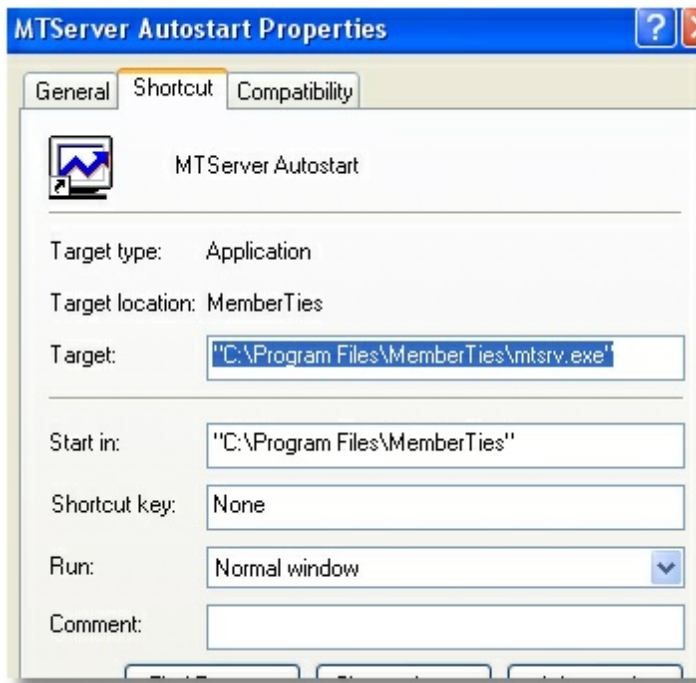 MTServer Autostart Properties
General Shortcut Compatibility
MTServer Autostart
Target type: Application
Target location: MemberTies
Target: "C:\Program Files\MemberTies\mtsrv.exe"
Start in: "C:\Program Files\MemberTies"
Shortcut key: None
Run: Normal window
Comment: